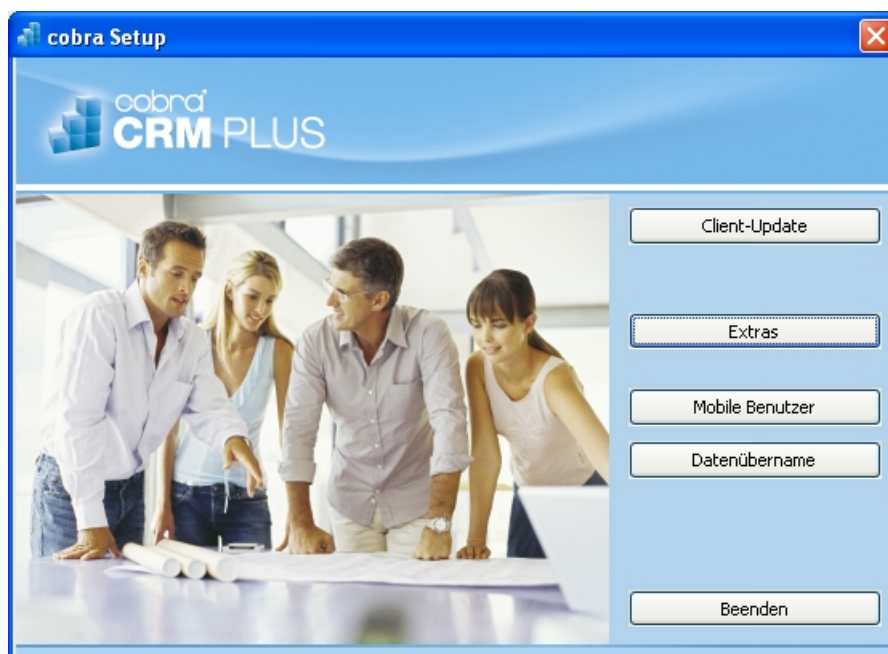 cobra Setup
cobra
CRM PLUS
Client-Update
Extras
Mobile Benutzer
Datenübername
Beenden